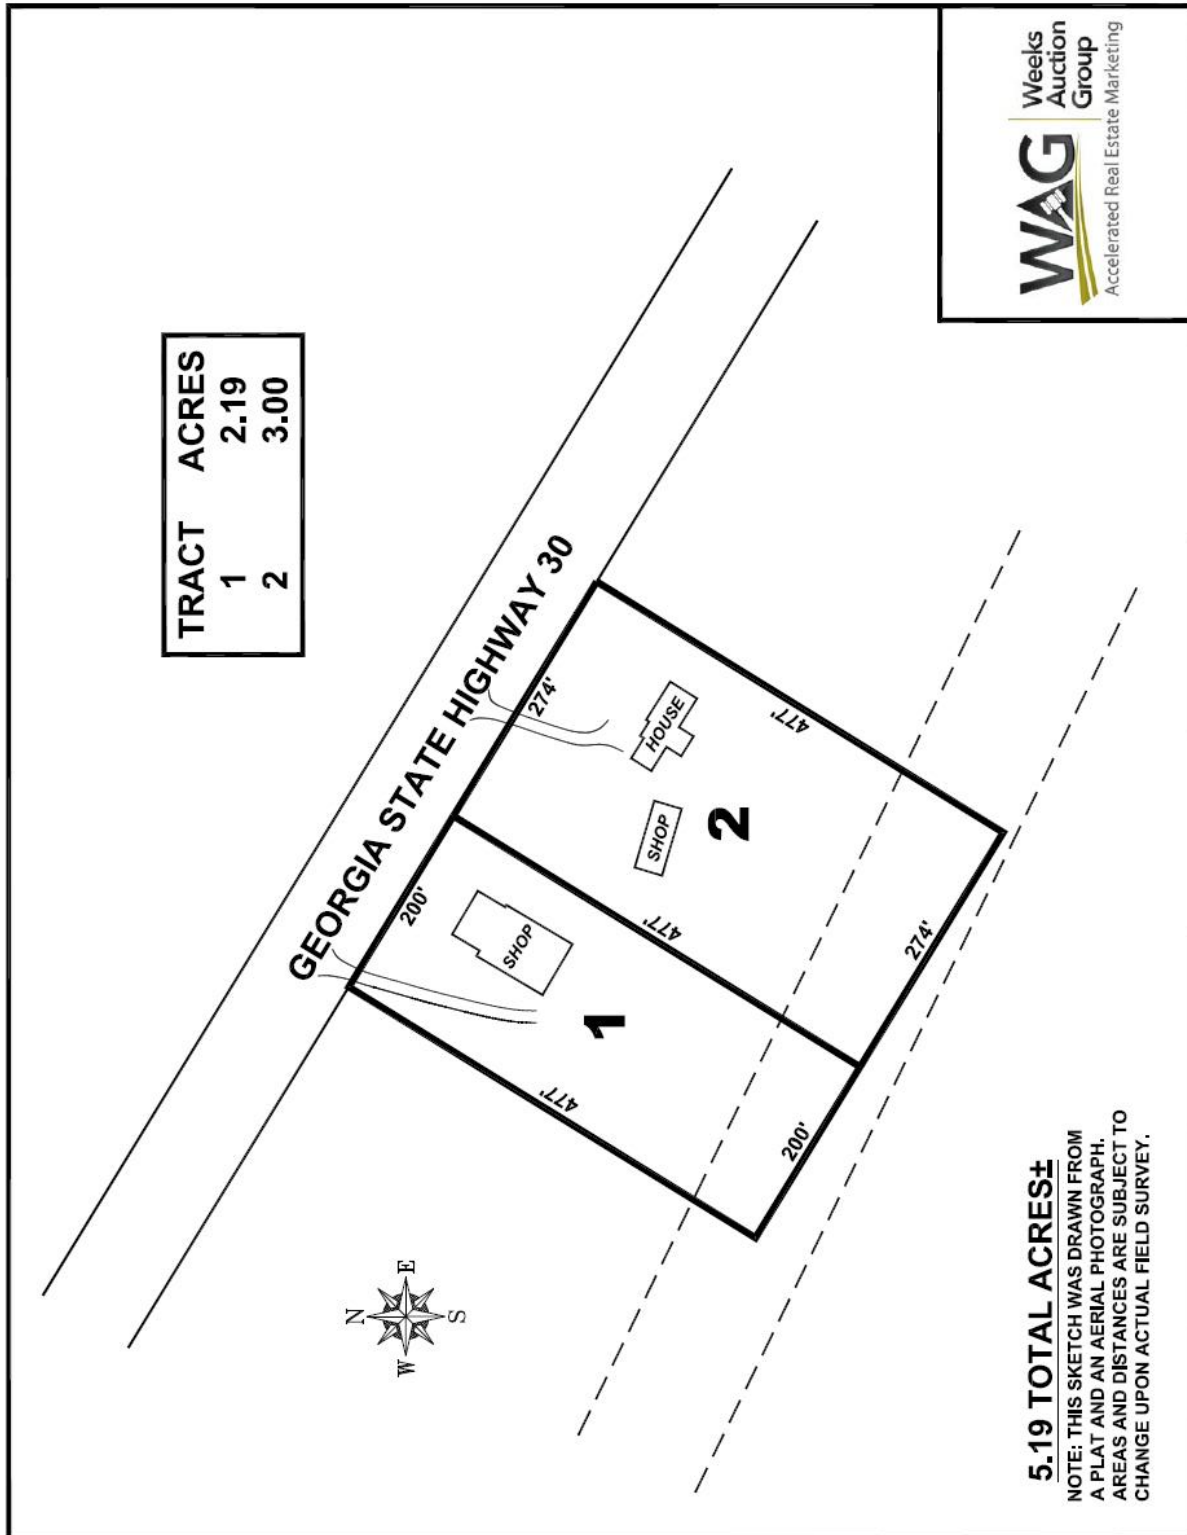 TRACT ACRES
1 2.19
2 3.00
GEORGIA STATE HIGHWAY 30
200'
274'
SHOP
HOUSE
SHOP
1
2
477'
477'
477'
200'
274'
N
W E
S
5.19 TOTAL ACRES±
NOTE: THIS SKETCH WAS DRAWN FROM
A PLAT AND AN AERIAL PHOTOGRAPH.
AREAS AND DISTANCES ARE SUBJECT TO
CHANGE UPON ACTUAL FIELD SURVEY.
WAG
Weeks
Auction
Group
Accelerated Real Estate Marketing